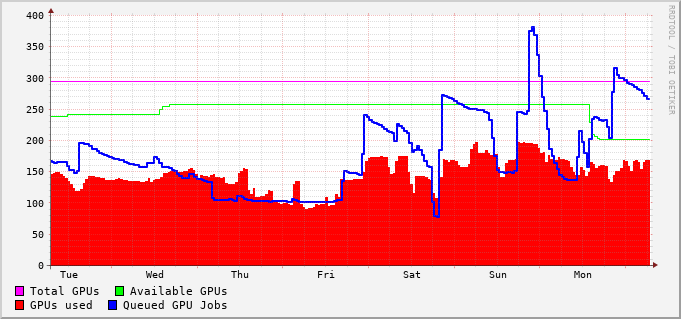 400
350
300
250
200
150
100
50
0
Tue Wed Thu Fri Sat Sun Mon
Total GPUs Available GPUs
GPUs used Queued GPU Jobs
RRDTOOL / TOBI OETIKER